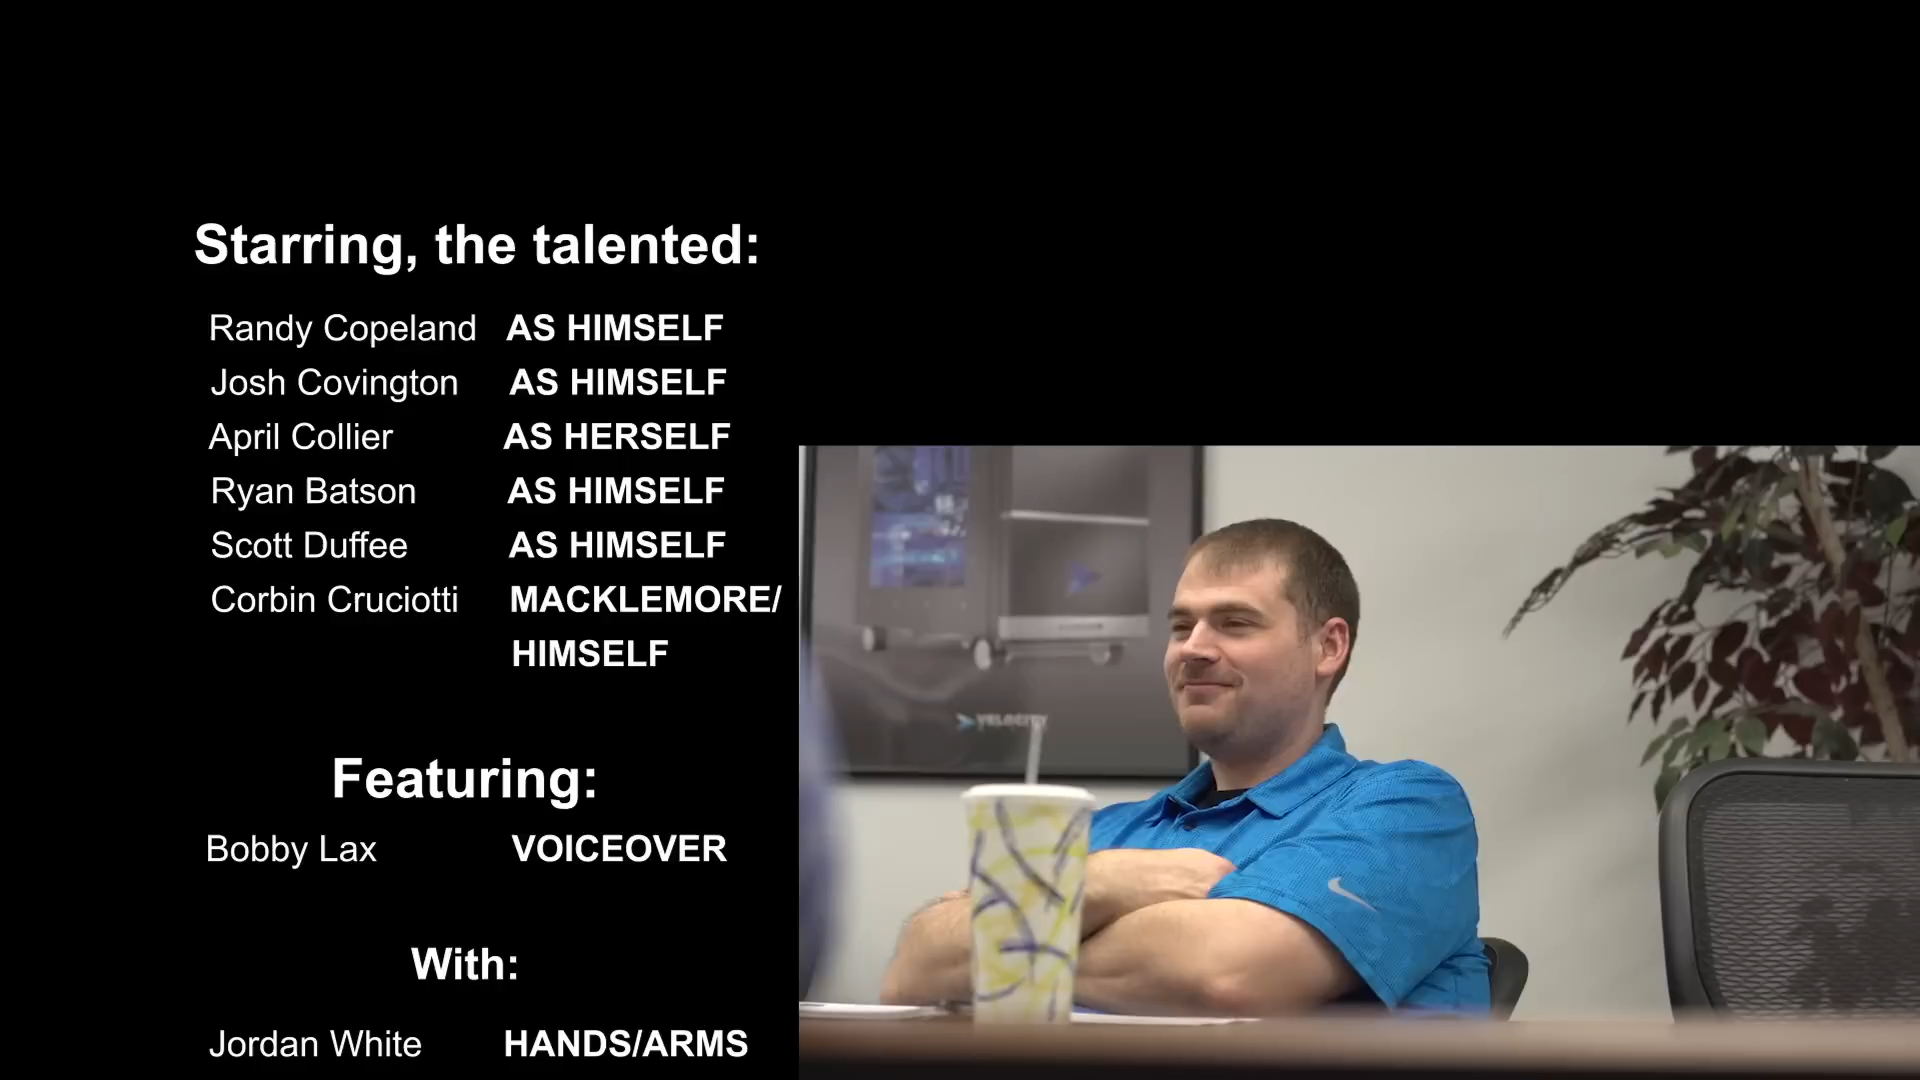 Starring, the talented:
Randy Copeland AS HIMSELF
Josh Covington AS HIMSELF
April Collier AS HERSELF
Ryan Batson AS HIMSELF
Scott Duffee AS HIMSELF
Corbin Cruciotti MACKLEMORE/
HIMSELF
Featuring:
Bobby Lax VOICEOVER
With:
Jordan White HANDS/ARMS
VELOCITY